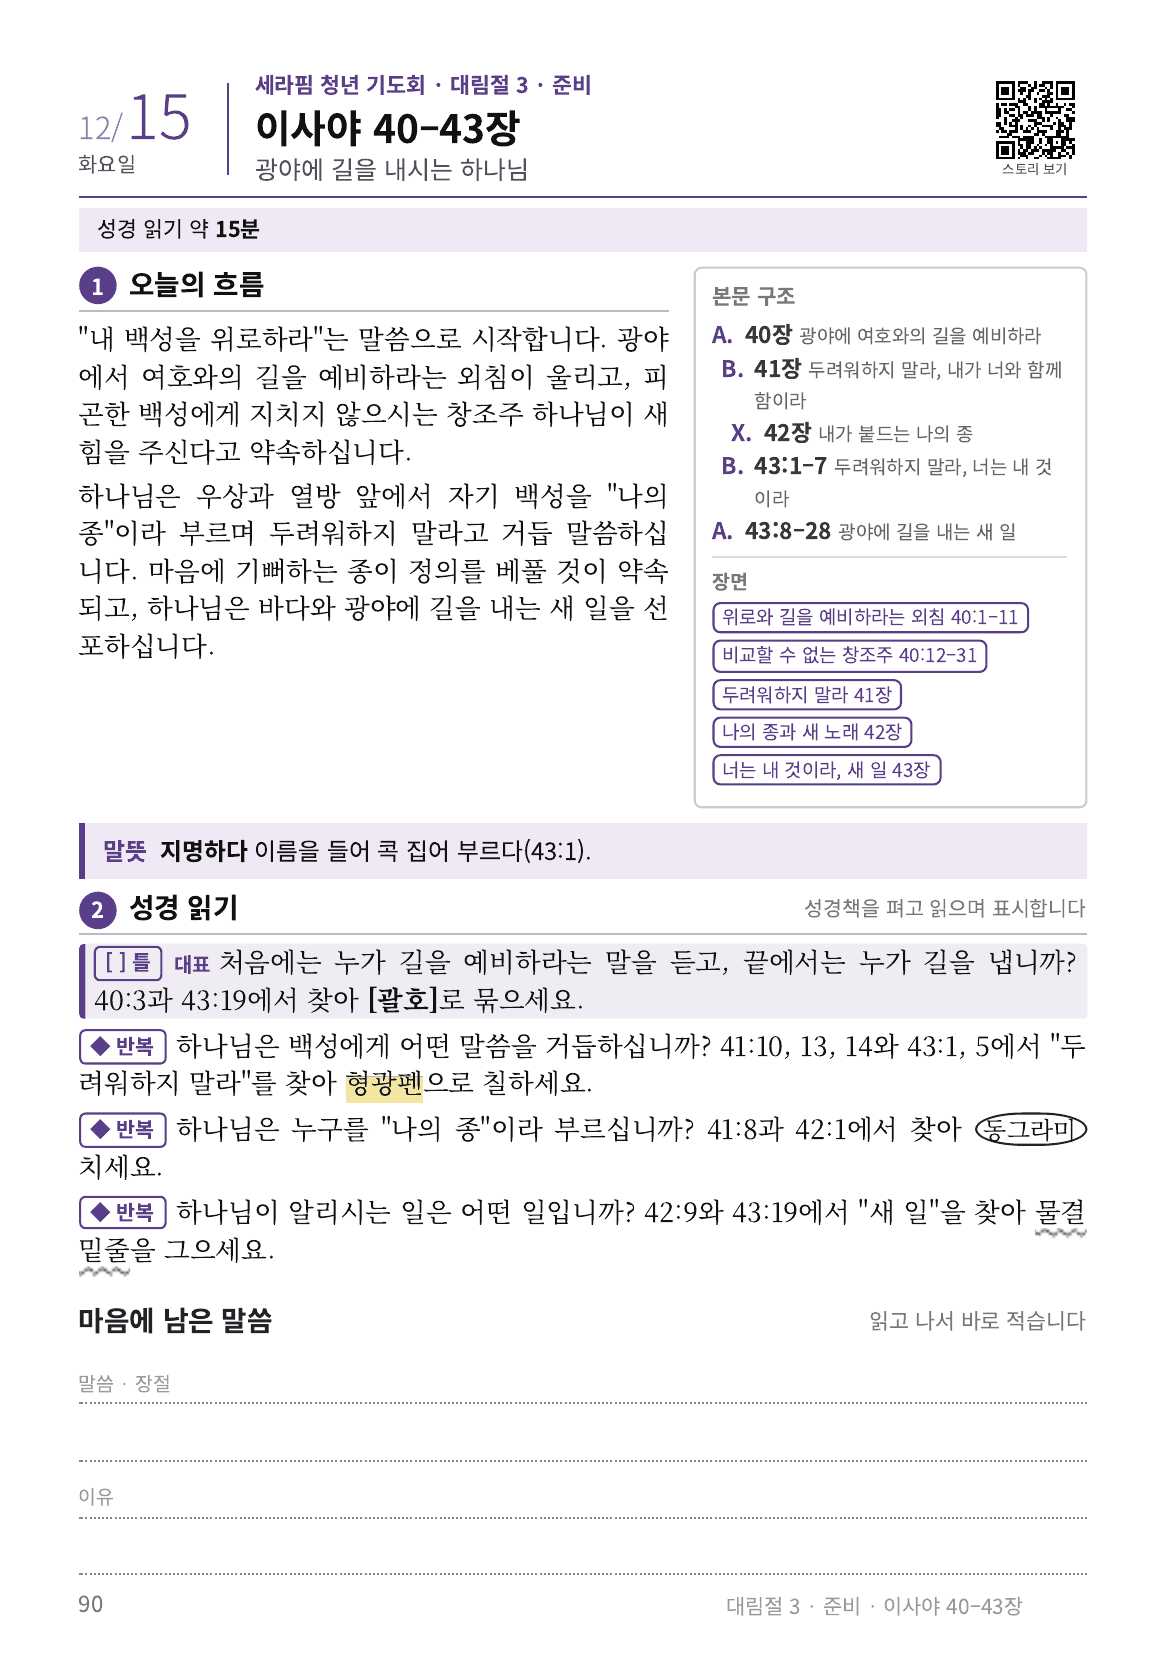 12/15
화요일
세라핌 청년 기도회 · 대림절 3 · 준비
이사야 40–43장
광야에 길을 내시는 하나님
스토리 보기
성경 읽기 약 15분
1 오늘의 흐름
"내 백성을 위로하라"는 말씀으로 시작합니다. 광야
에서 여호와의 길을 예비하라는 외침이 울리고, 피
곤한 백성에게 지치지 않으시는 창조주 하나님이 새
힘을 주신다고 약속하십니다.
하나님은 우상과 열방 앞에서 자기 백성을 "나의
종"이라 부르며 두려워하지 말라고 거듭 말씀하십
니다. 마음에 기뻐하는 종이 정의를 베풀 것이 약속
되고, 하나님은 바다와 광야에 길을 내는 새 일을 선
포하십니다.
본문 구조
A. 40장 광야에 여호와의 길을 예비하라
B. 41장 두려워하지 말라, 내가 너와 함께
함이라
X. 42장 내가 붙드는 나의 종
B. 43:1–7 두려워하지 말라, 너는 내 것
이라
A. 43:8–28 광야에 길을 내는 새 일
장면
위로와 길을 예비하라는 외침 40:1–11
비교할 수 없는 창조주 40:12–31
두려워하지 말라 41장
나의 종과 새 노래 42장
너는 내 것이라, 새 일 43장
말뜻 지명하다 이름을 들어 콕 집어 부르다(43:1).
2 성경 읽기
성경책을 펴고 읽으며 표시합니다
[ ] 틀 대표 처음에는 누가 길을 예비하라는 말을 듣고, 끝에서는 누가 길을 냅니까?
40:3과 43:19에서 찾아 [괄호]로 묶으세요.
◆ 반복 하나님은 백성에게 어떤 말씀을 거듭하십니까? 41:10, 13, 14와 43:1, 5에서 "두
려워하지 말라"를 찾아 형광펜으로 칠하세요.
◆ 반복 하나님은 누구를 "나의 종"이라 부르십니까? 41:8과 42:1에서 찾아 동그라미
치세요.
◆ 반복 하나님이 알리시는 일은 어떤 일입니까? 42:9와 43:19에서 "새 일"을 찾아 물결
밑줄을 그으세요.
마음에 남은 말씀
읽고 나서 바로 적습니다
말씀 · 장절
이유
90
대림절 3 · 준비 · 이사야 40–43장